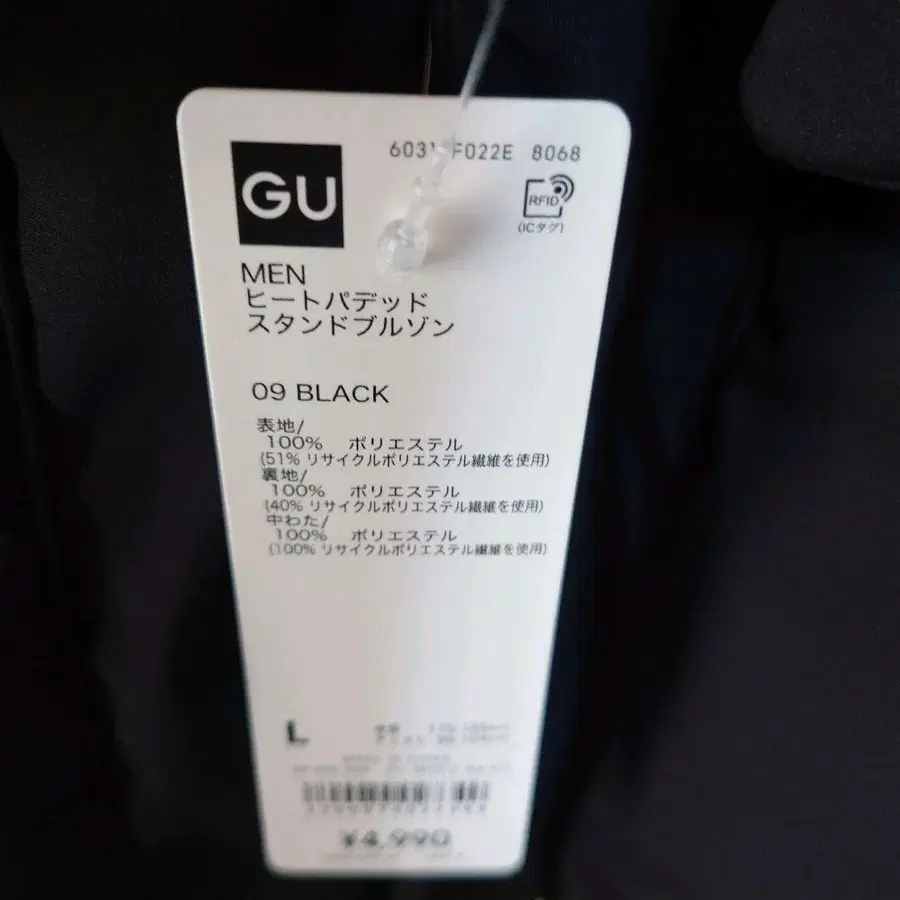 F022E 8068
GU
RFID
(ICタグ)
MEN
ヒートパデッド
スタンドブルゾン
09 BLACK
表地/
100% ポリエステル
(51% リサイクルポリエステル繊維を使用)
裏地/
100% ポリエステル
(40% リサイクルポリエステル繊維を使用)
中わた/
100% ポリエステル
(100% リサイクルポリエステル繊維を使用)
L
¥4,990